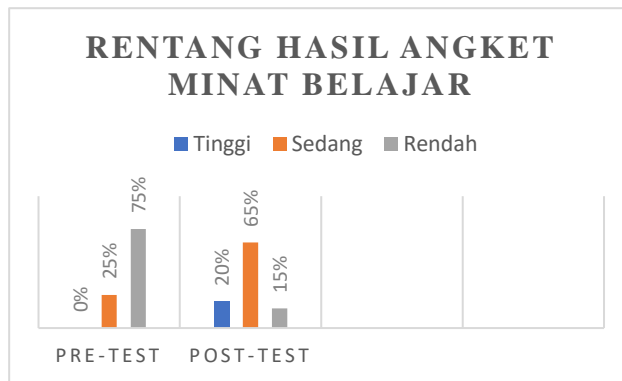 RENTANG HASIL ANGKET
MINAT BELAJAR
Tinggi Sedang Rendah
0% 25% 75% 20% 65% 15%
PRE-TEST POST-TEST